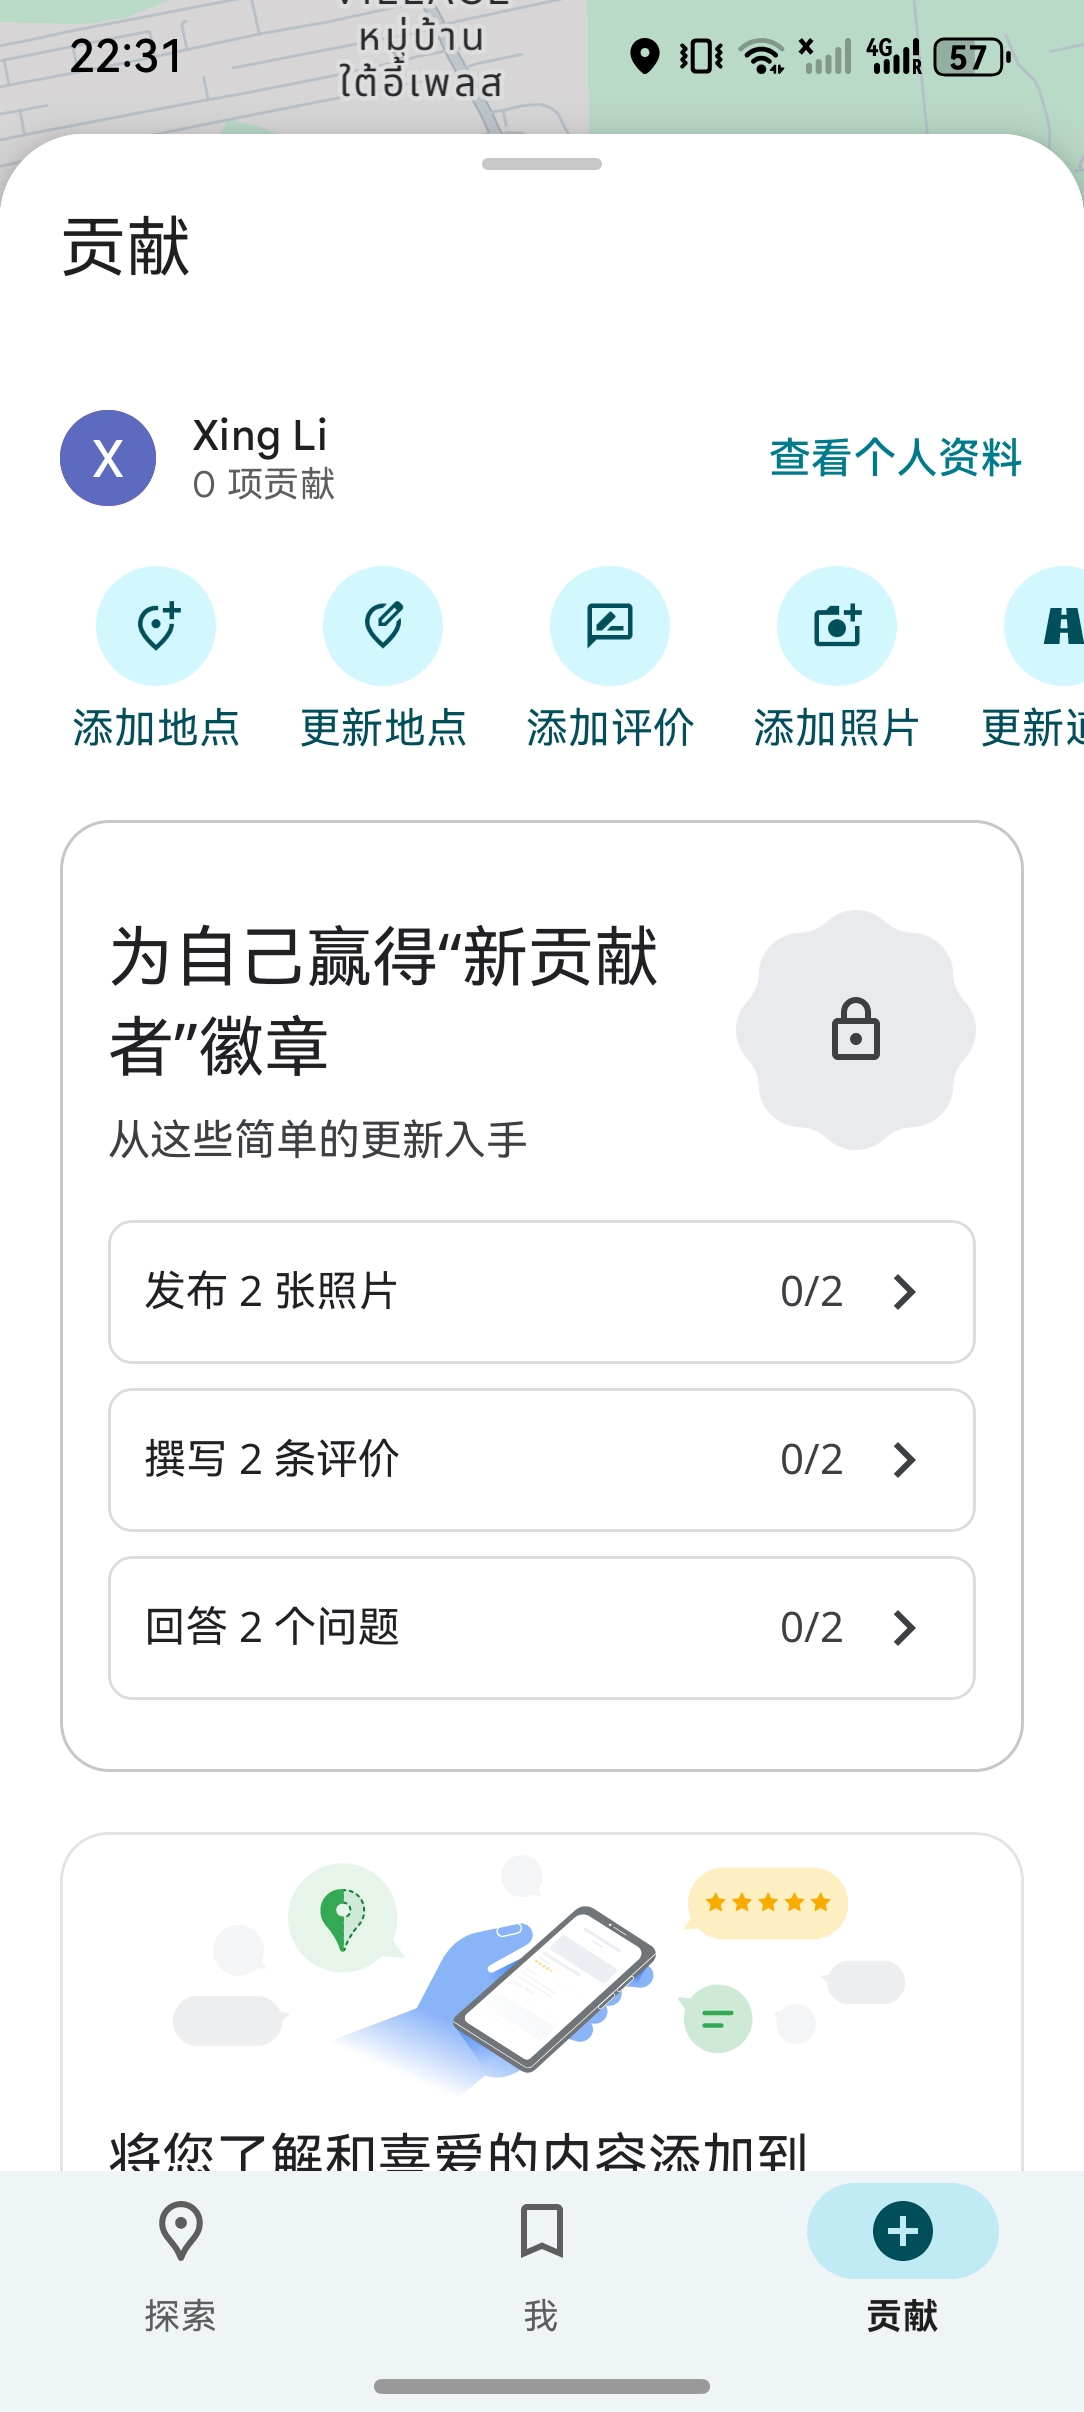 หมู่บ้าน
ใต้อี้เพลส
22:31
4G
R
57
贡献
X
Xing Li
0 项贡献
查看个人资料
添加地点
更新地点
添加评价
添加照片
更新
为自己赢得“新贡献
者”徽章
从这些简单的更新入手
发布 2 张照片
0/2
撰写 2 条评价
0/2
回答 2 个问题
0/2
将您了解和喜爱的内容添加到
探索
我
贡献